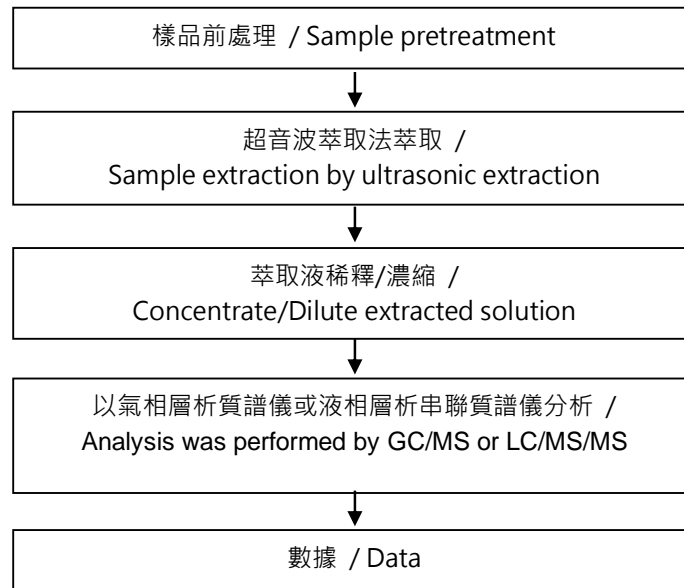 樣品前處理 / Sample pretreatment
超音波萃取法萃取 /
Sample extraction by ultrasonic extraction
萃取液稀釋/濃縮 /
Concentrate/Dilute extracted solution
以氣相層析質譜儀或液相層析串聯質譜儀分析 /
Analysis was performed by GC/MS or LC/MS/MS
數據 / Data